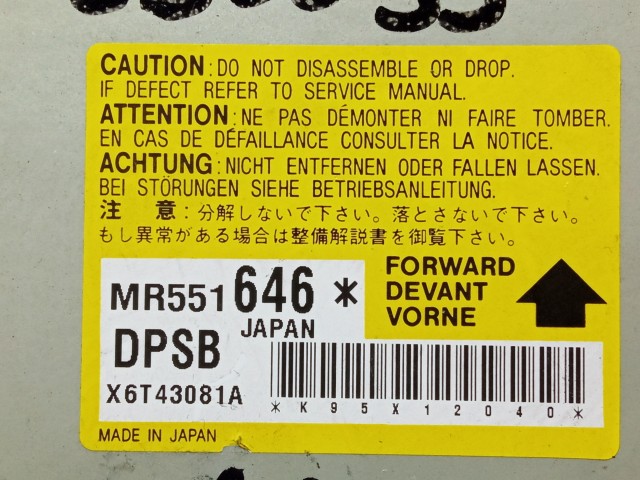 CAUTION: DO NOT DISASSEMBLE OR DROP.
IF DEFECT REFER TO SERVICE MANUAL.
ATTENTION: NE PAS DÉMONTER NI FAIRE TOMBER.
EN CAS DE DÉFAILLANCE CONSULTER LA NOTICE.
ACHTUNG: NICHT ENTFERNEN ODER FALLEN LASSEN.
BEI STÖRUNGEN SIEHE BETRIEBSANLEITUNG.
注 意:分解しないで下さい。落とさないで下さい。
もし異常がある場合は整備解説書を御覧下さい。
MR551646*
JAPAN
DPSB
X6T43081A
FORWARD
DEVANT
VORNE
*K95X12040*
MADE IN JAPAN